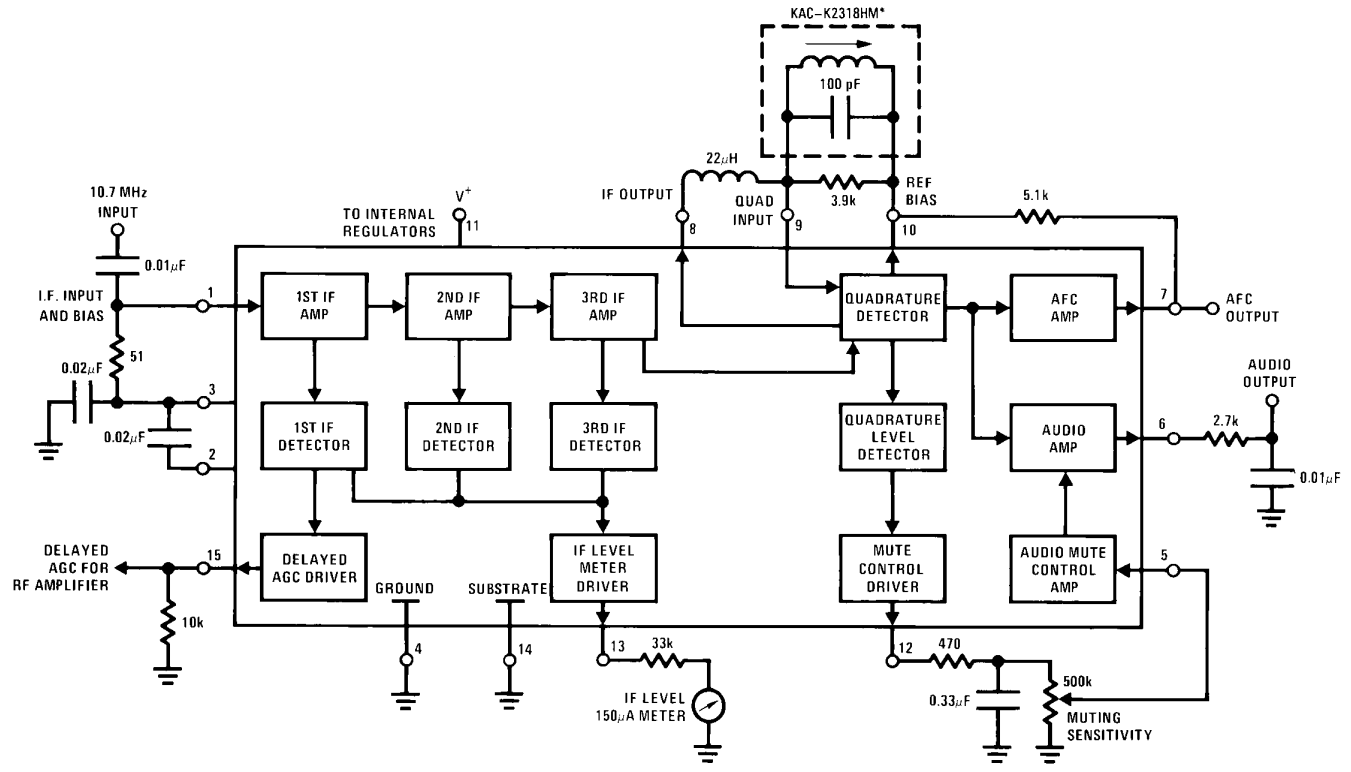 KAC–K2318HM*
100 pF
22μH
10.7 MHz
INPUT
V+
TO INTERNAL
REGULATORS
11
IF OUTPUT
8
QUAD
INPUT
9
3.9k
REF
BIAS
10
5.1k
0.01μF
I.F. INPUT
AND BIAS
1
1ST IF
AMP
2ND IF
AMP
3RD IF
AMP
QUADRATURE
DETECTOR
AFC
AMP
7
AFC
OUTPUT
51
0.02μF
3
0.02μF
2
1ST IF
DETECTOR
2ND IF
DETECTOR
3RD IF
DETECTOR
QUADRATURE
LEVEL
DETECTOR
AUDIO
AMP
6
2.7k
AUDIO
OUTPUT
0.01μF
DELAYED
AGC FOR
RF AMPLIFIER
15
10k
DELAYED
AGC DRIVER
GROUND
4
SUBSTRATE
14
IF LEVEL
METER
DRIVER
MUTE
CONTROL
DRIVER
AUDIO MUTE
CONTROL
AMP
5
13
33k
IF LEVEL
150μA METER
12
470
0.33μF
500k
MUTING
SENSITIVITY